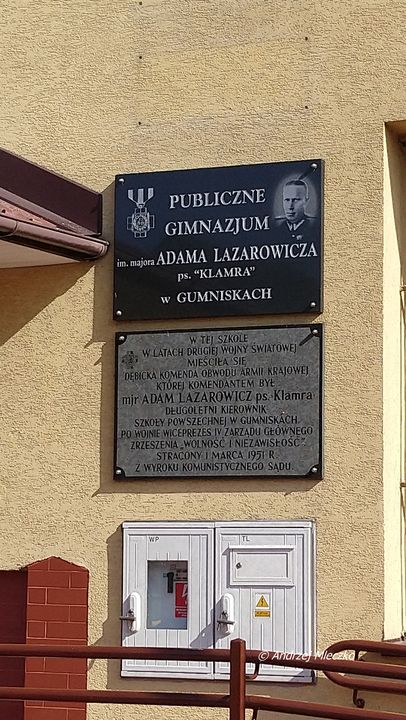 PUBLICZNE
GIMNAZJUM
im. majora ADAMA LAZAROWICZA
ps. "KLAMRA"
w GUMNISKACH
W TEJ SZKOLE
W LATACH DRUGIEJ WOJNY ŚWIATOWEJ
MIEŚCIŁA SIĘ
DĘBICKA KOMENDA OBWODU ARMII KRAJOWEJ
KTÓREJ KOMENDANTEM BYŁ
mjr ADAM LAZAROWICZ ps. Klamra
DŁUGOLETNI KIEROWNIK
SZKOŁY POWSZECHNEJ W GUMNISKACH.
PO WOJNIE WICEPREZES IV ZARZĄDU GŁÓWNEGO
ZRZESZENIA „WOLNOŚĆ I NIEZAWISŁOŚĆ".
STRACONY 1 MARCA 1951 R.
Z WYROKU KOMUNISTYCZNEGO SĄDU.
WP
TL
© Andrzej Mleczko